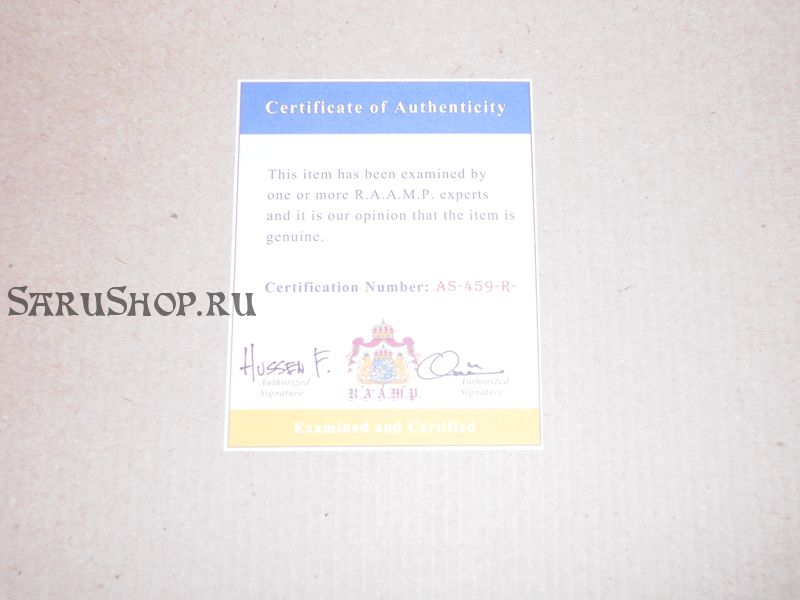 Certificate of Authenticity
This item has been examined by
one or more R.A.A.M.P. experts
and it is our opinion that the item is
genuine.
Certification Number: AS-459-R-
SARUSHOP.RU
HUSSEN F.
Authorized
Signature
R.A.A.M.P.
Authorized
Signature
Examined and Certified